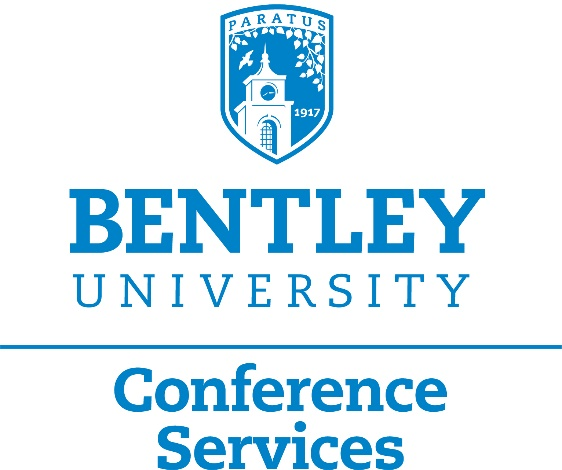 PARATUS
1917
BENTLEY
UNIVERSITY
Conference
Services